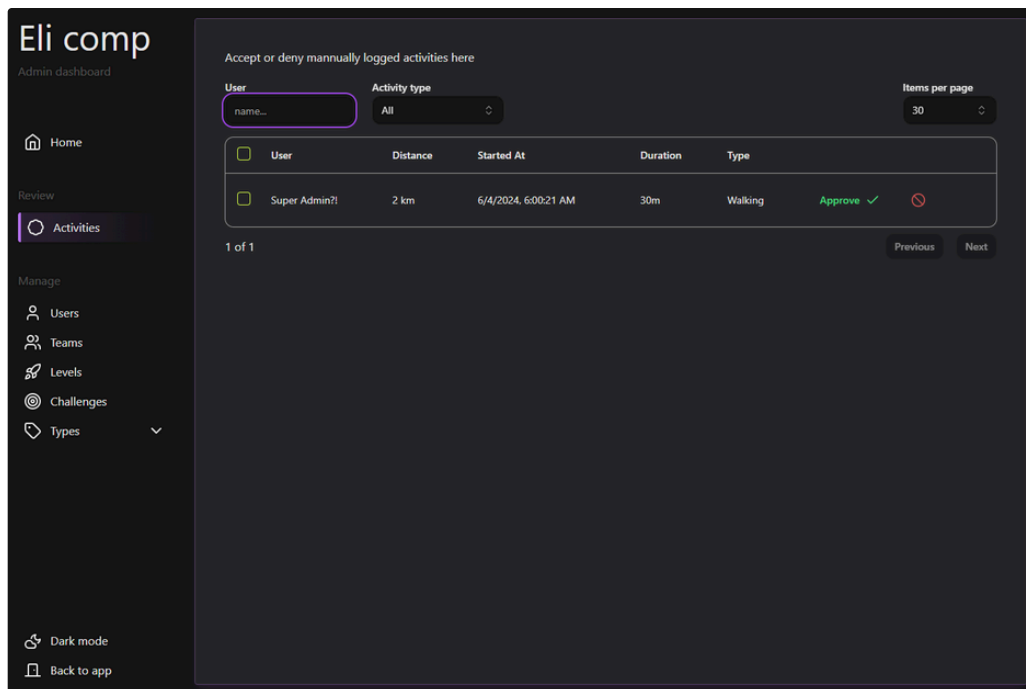 Eli comp
Admin dashboard
Home
Review
Activities
Manage
Users
Teams
Levels
Challenges
Types
Dark mode
Back to app
Accept or deny mannually logged activities here
User Activity type Items per page
name... All 30
User Distance Started At Duration Type
Super Admin?! 2 km 6/4/2024, 6:00:21 AM 30m Walking Approve
1 of 1 Previous Next